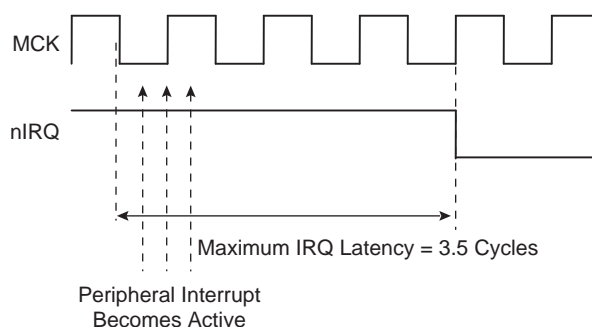 MCK
nIRQ
Maximum IRQ Latency = 3.5 Cycles
Peripheral Interrupt
Becomes Active